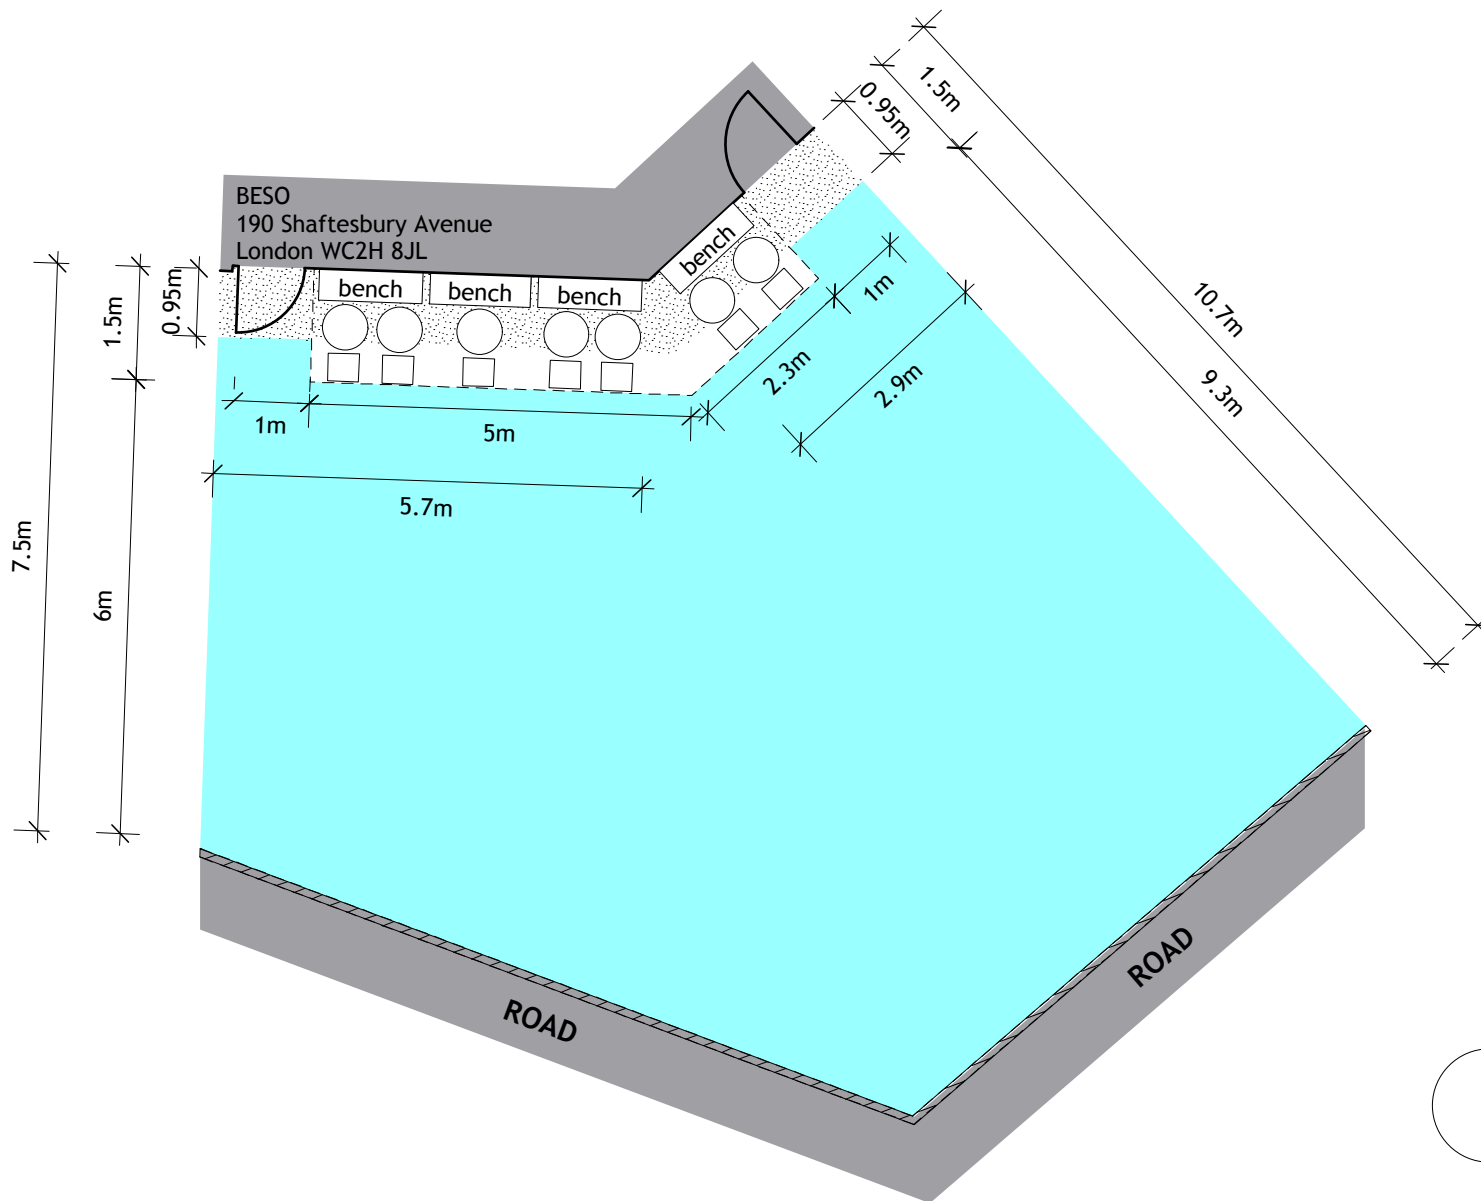 BESO
190 Shaftesbury Avenue
London WC2H 8JL
bench
bench
bench
bench
1.5m
0.95m
10.7m
9.3m
1m
2.3m
2.9m
0.95m
1.5m
7.5m
6m
1m
5m
5.7m
ROAD
ROAD